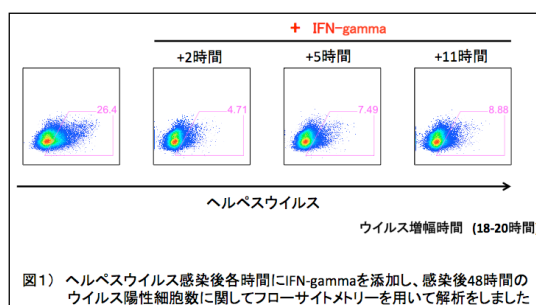 + IFN-gamma
+2時間 +5時間 +11時間
26.4 4.71 7.49 8.88
ヘルペスウイルス
ウイルス増幅時間 (18-20時間)
図1) ヘルペスウイルス感染後各時間にIFN-gammaを添加し、感染後48時間の
ウイルス陽性細胞数に関してフローサイトメトリーを用いて解析をしました